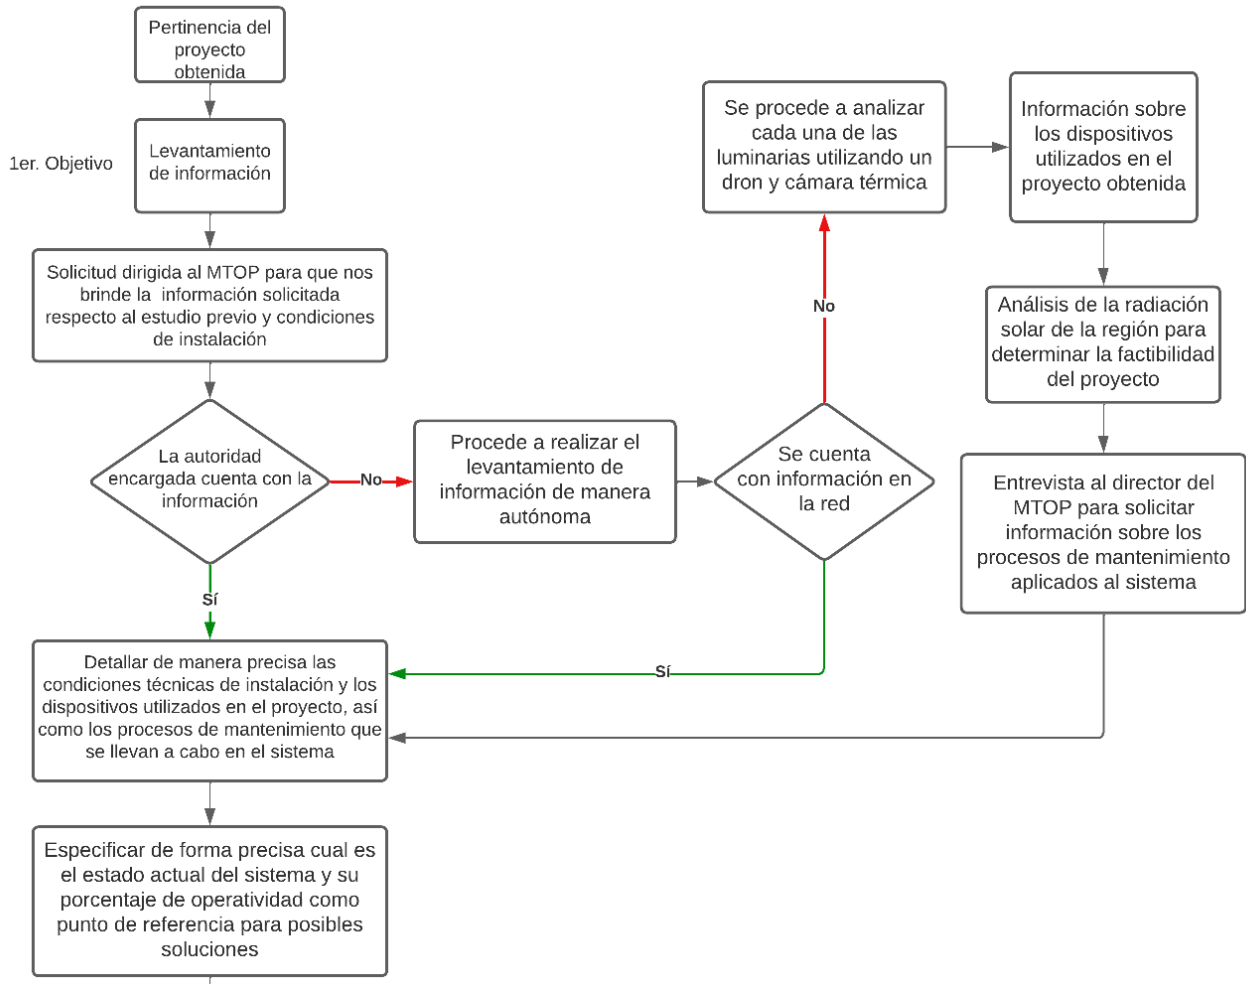 Pertinencia del
proyecto
obtenida
1er. Objetivo
Levantamiento
de información
Solicitud dirigida al MTOP para que nos
brinde la información solicitada
respecto al estudio previo y condiciones
de instalación
La autoridad
encargada cuenta con la
información
No
Procede a realizar el
levantamiento de
información de manera
autónoma
Se cuenta
con información en
la red
No
Se procede a analizar
cada una de las
luminarias utilizando un
dron y cámara térmica
Información sobre
los dispositivos
utilizados en el
proyecto obtenida
Análisis de la radiación
solar de la región para
determinar la factibilidad
del proyecto
Entrevista al director del
MTOP para solicitar
información sobre los
procesos de mantenimiento
aplicados al sistema
Sí
Sí
Detallar de manera precisa las
condiciones técnicas de instalación y los
dispositivos utilizados en el proyecto, así
como los procesos de mantenimiento que
se llevan a cabo en el sistema
Especificar de forma precisa cual es
el estado actual del sistema y su
porcentaje de operatividad como
punto de referencia para posibles
soluciones